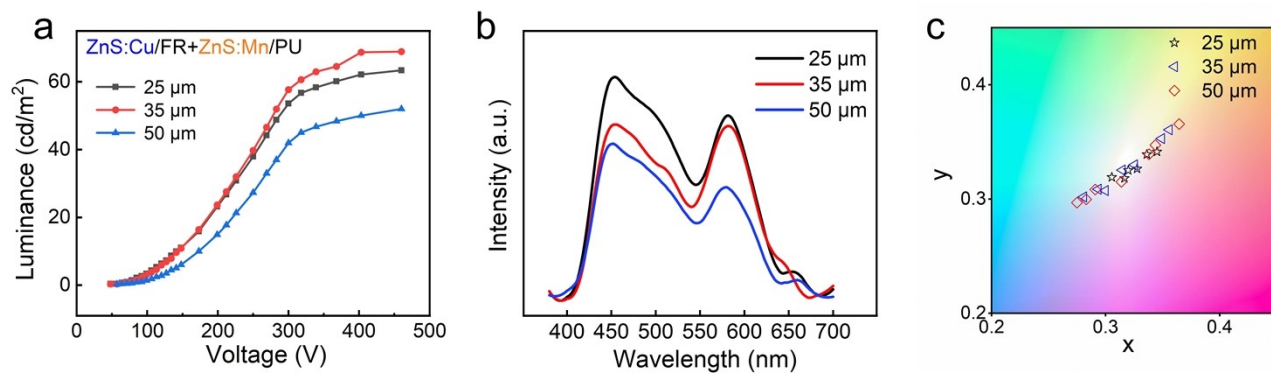 a
ZnS:Cu/FR+ZnS:Mn/PU
25 μm
35 μm
50 μm
60
40
20
0
Luminance (cd/m²)
0 100 200 300 400 500
Voltage (V)
b
25 μm
35 μm
50 μm
Intensity (a.u.)
400 450 500 550 600 650 700
Wavelength (nm)
c
25 μm
35 μm
50 μm
0.4
0.3
0.2
y
0.2 0.3 0.4
x